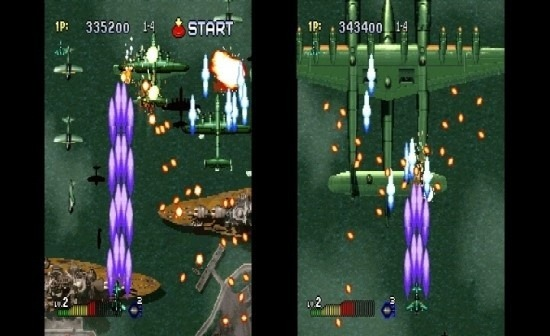 1P: 335200 1-4 START
LV.2 2
1P: 343400 1-4
LV.2 3